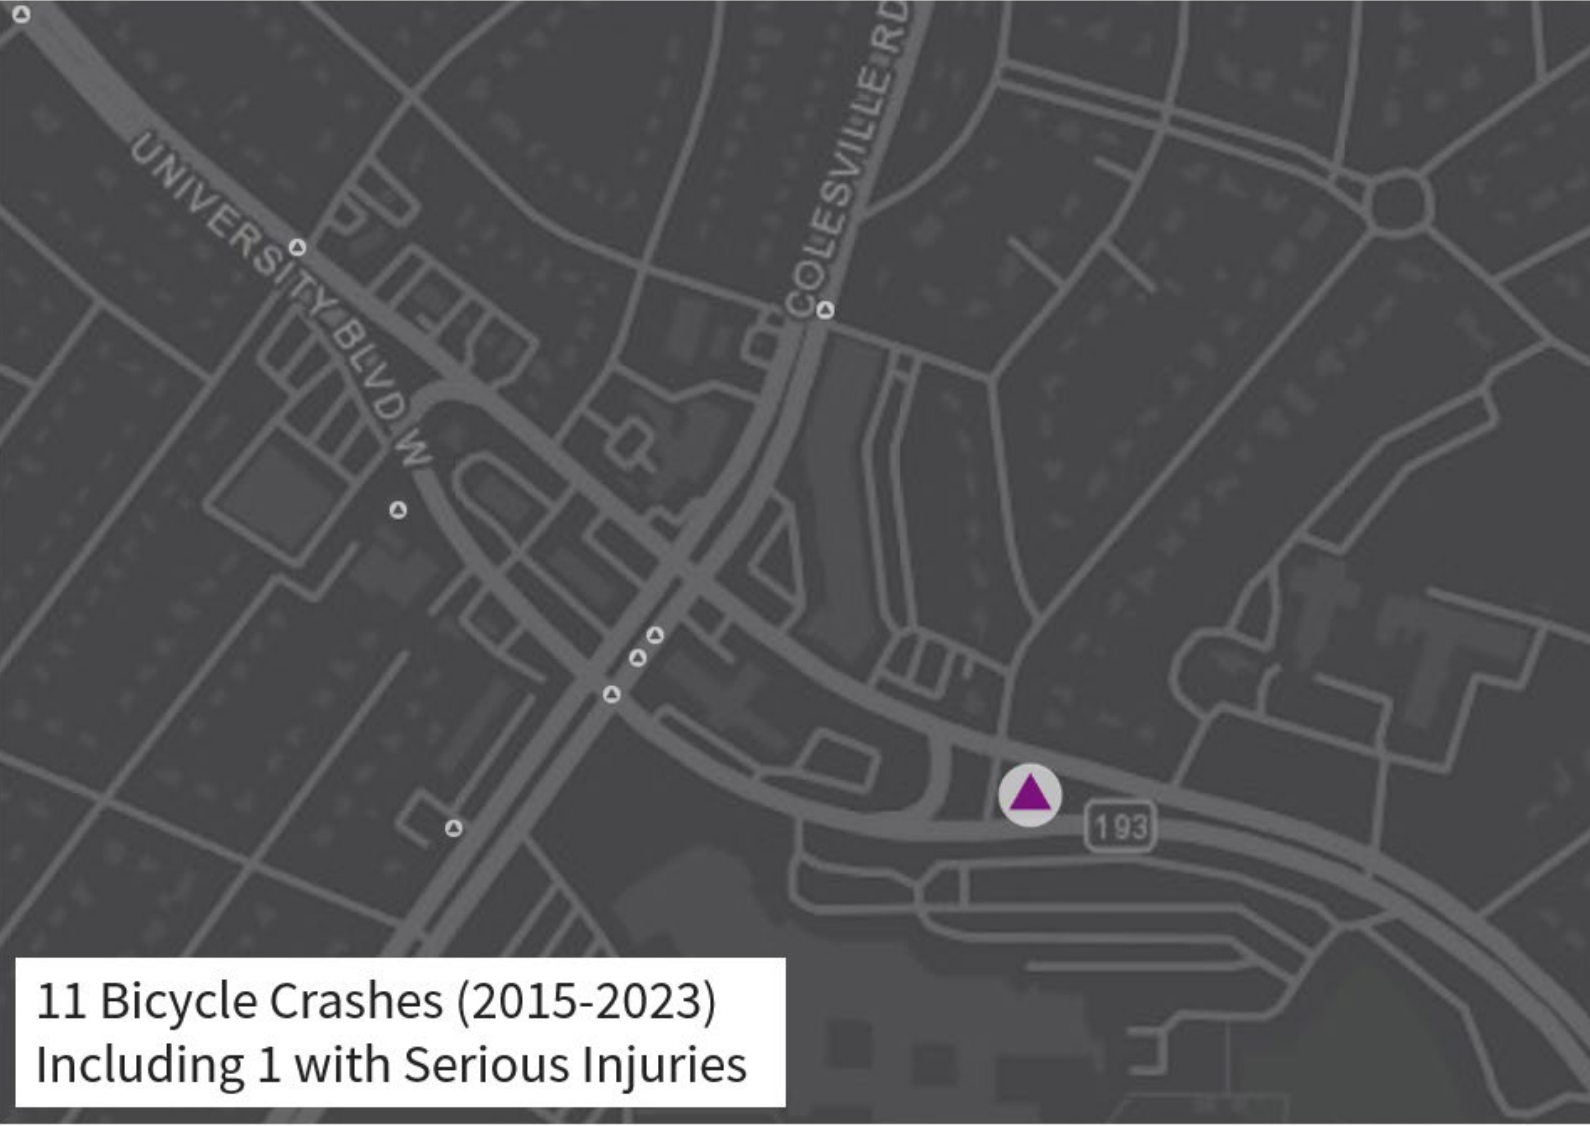 COLESVILLE RD
UNIVERSITY BLVD W
193
11 Bicycle Crashes (2015-2023)
Including 1 with Serious Injuries